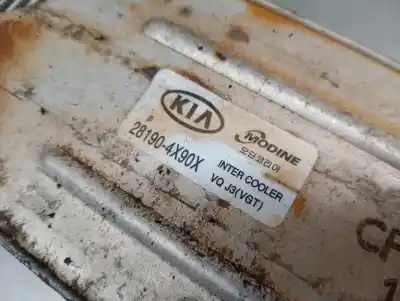 KIA
MODINE
모딘코리아
28190-4X90X
INTER COOLER
VQ J3(VGT)